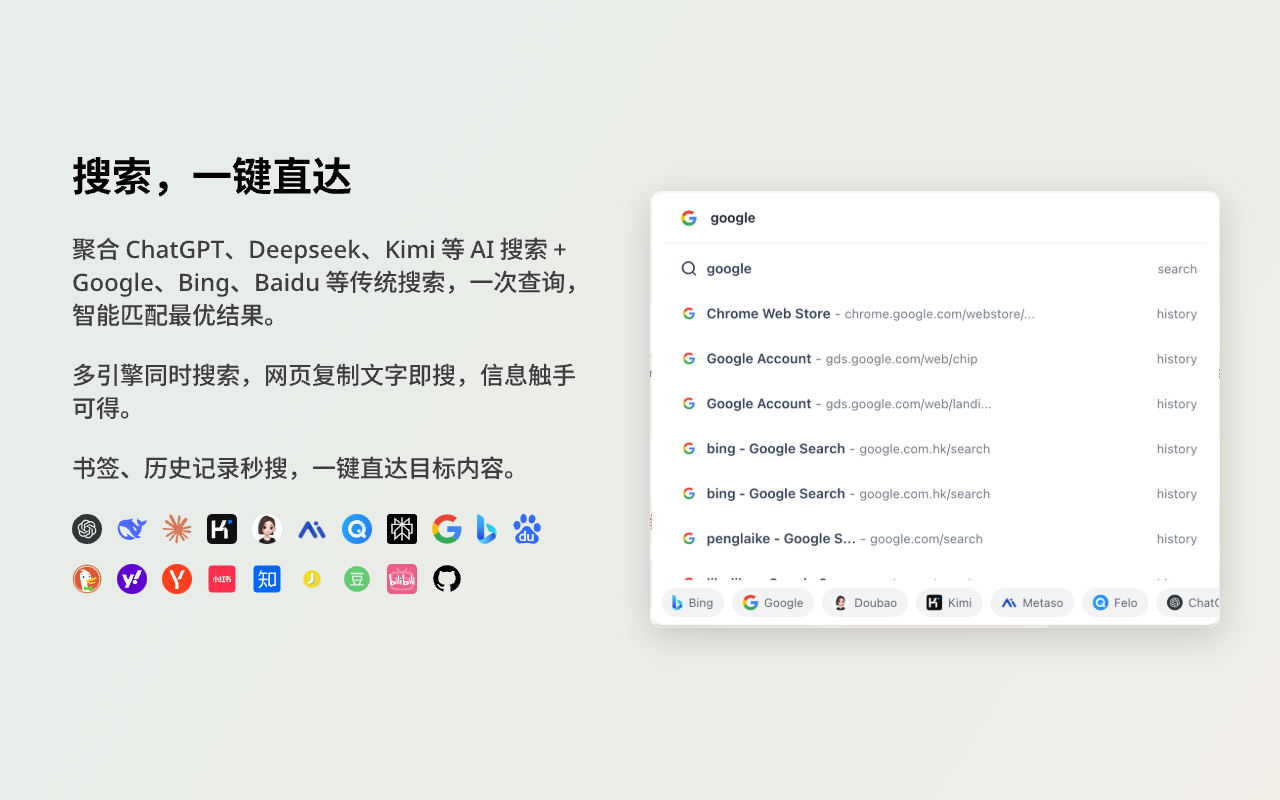 搜索，一键直达
聚合 ChatGPT、Deepseek、Kimi 等 AI 搜索 +
Google、Bing、Baidu 等传统搜索，一次查询，
智能匹配最优结果。
多引擎同时搜索，网页复制文字即搜，信息触手
可得。
书签、历史记录秒搜，一键直达目标内容。
du
y!
Y
小红书
知
豆
bilibili
google
google search
Chrome Web Store – chrome.google.com/webstore/... history
Google Account – gds.google.com/web/chip history
Google Account – gds.google.com/web/landi... history
bing - Google Search – google.com.hk/search history
bing - Google Search – google.com.hk/search history
penglaike - Google S... – google.com/search history
Bing Google Doubao Kimi Metaso Felo ChatG